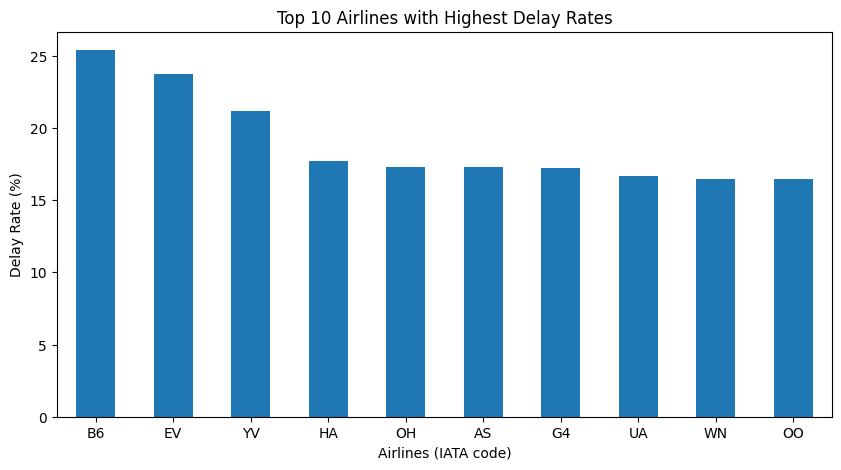 Top 10 Airlines with Highest Delay Rates
Delay Rate (%)
25
20
15
10
5
0
B6 EV YV HA OH AS G4 UA WN OO
Airlines (IATA code)